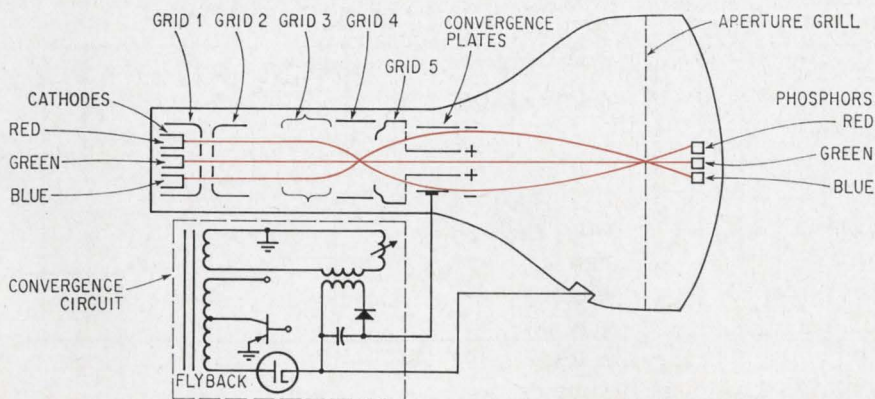 GRID 1 GRID 2 GRID 3 GRID 4
CONVERGENCE
PLATES
APERTURE GRILL
GRID 5
CATHODES
RED
GREEN
BLUE
PHOSPHORS
RED
GREEN
BLUE
−
+
+
−
CONVERGENCE
CIRCUIT
FLYBACK